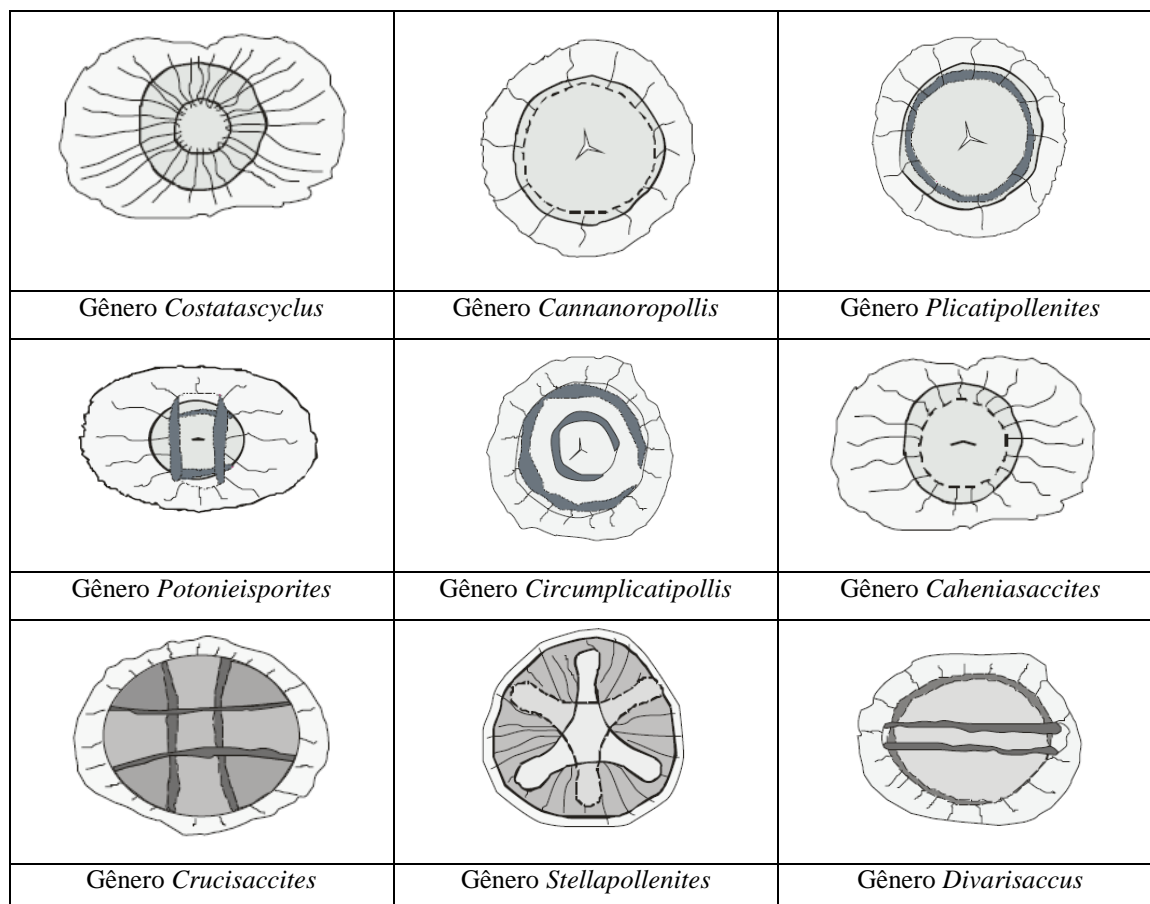 Gênero Costatascyclus
Gênero Cannanoropollis
Gênero Plicatipollenites
Gênero Potonieisporites
Gênero Circumplicatipollis
Gênero Caheniasaccites
Gênero Crucisaccites
Gênero Stellapollenites
Gênero Divarisaccus